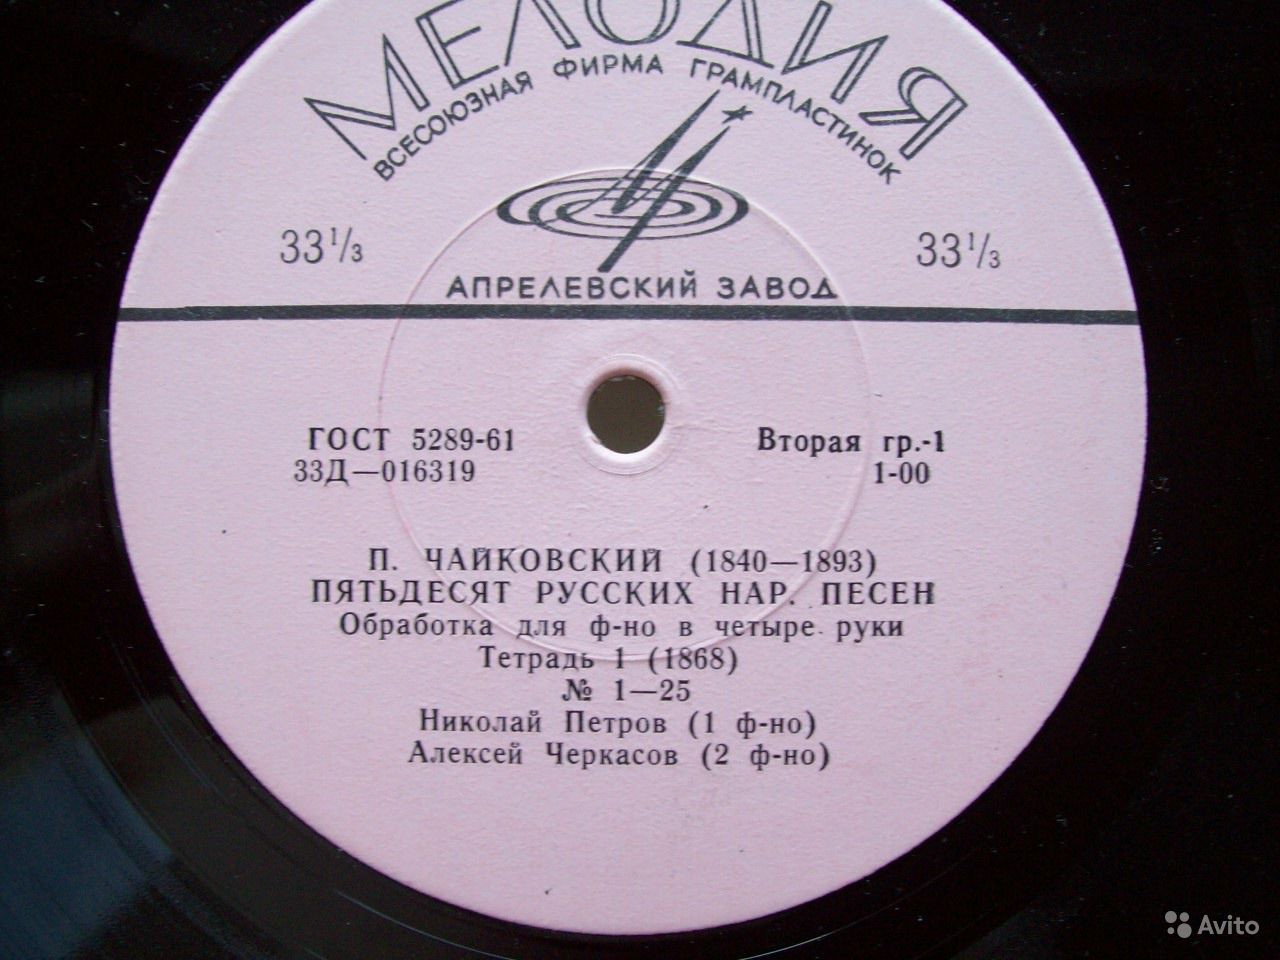 МЕЛОДИЯ
ВСЕСОЮЗНАЯ ФИРМА ГРАМПЛАСТИНОК
33⅓ 33⅓
АПРЕЛЕВСКИЙ ЗАВОД
ГОСТ 5289-61 Вторая гр.-1
33Д—016319 1-00
П. ЧАЙКОВСКИЙ (1840—1893)
ПЯТЬДЕСЯТ РУССКИХ НАР. ПЕСЕН
Обработка для ф-но в четыре руки
Тетрадь 1 (1868)
№ 1—25
Николай Петров (1 ф-но)
Алексей Черкасов (2 ф-но)
Avito